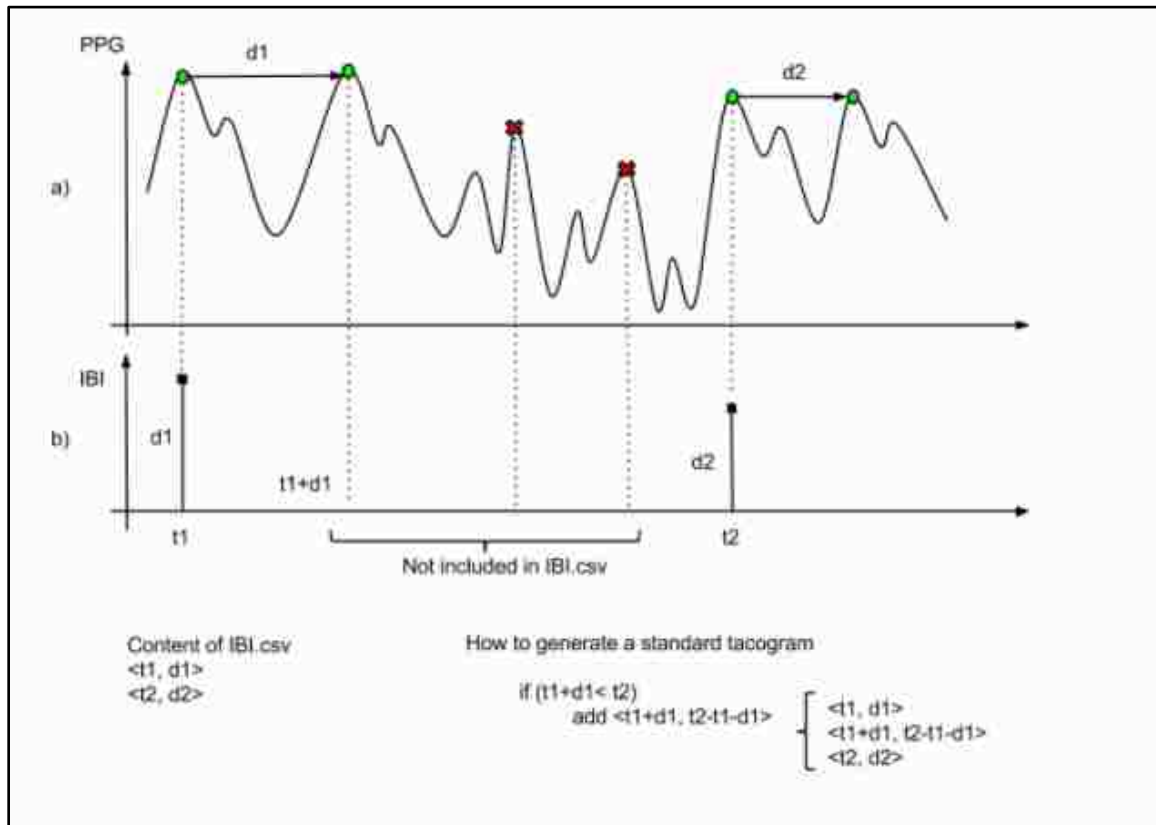 PPG
d1
d2
a)
IBI
b)
d1
d2
t1+d1
t1
t2
Not included in IBI.csv
Content of IBI.csv
<t1, d1>
<t2, d2>
How to generate a standard tacogram
if (t1+d1< t2)
add <t1+d1, t2-t1-d1>
<t1, d1>
<t1+d1, t2-t1-d1>
<t2, d2>